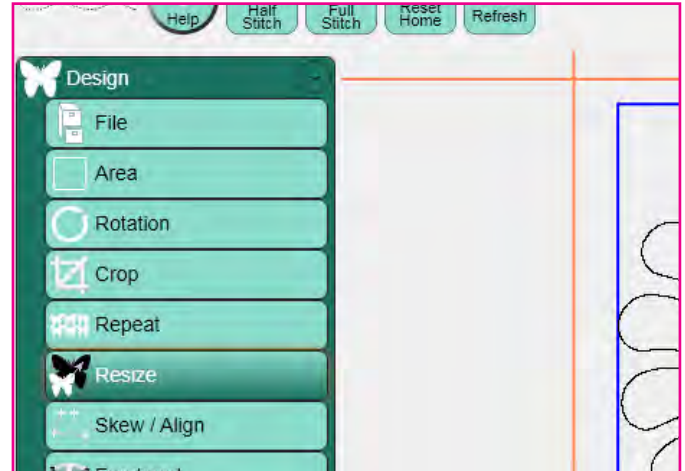 Help
Half
Stitch
Full
Stitch
Reset
Home
Refresh
Design
File
Area
Rotation
Crop
Repeat
Resize
Skew / Align